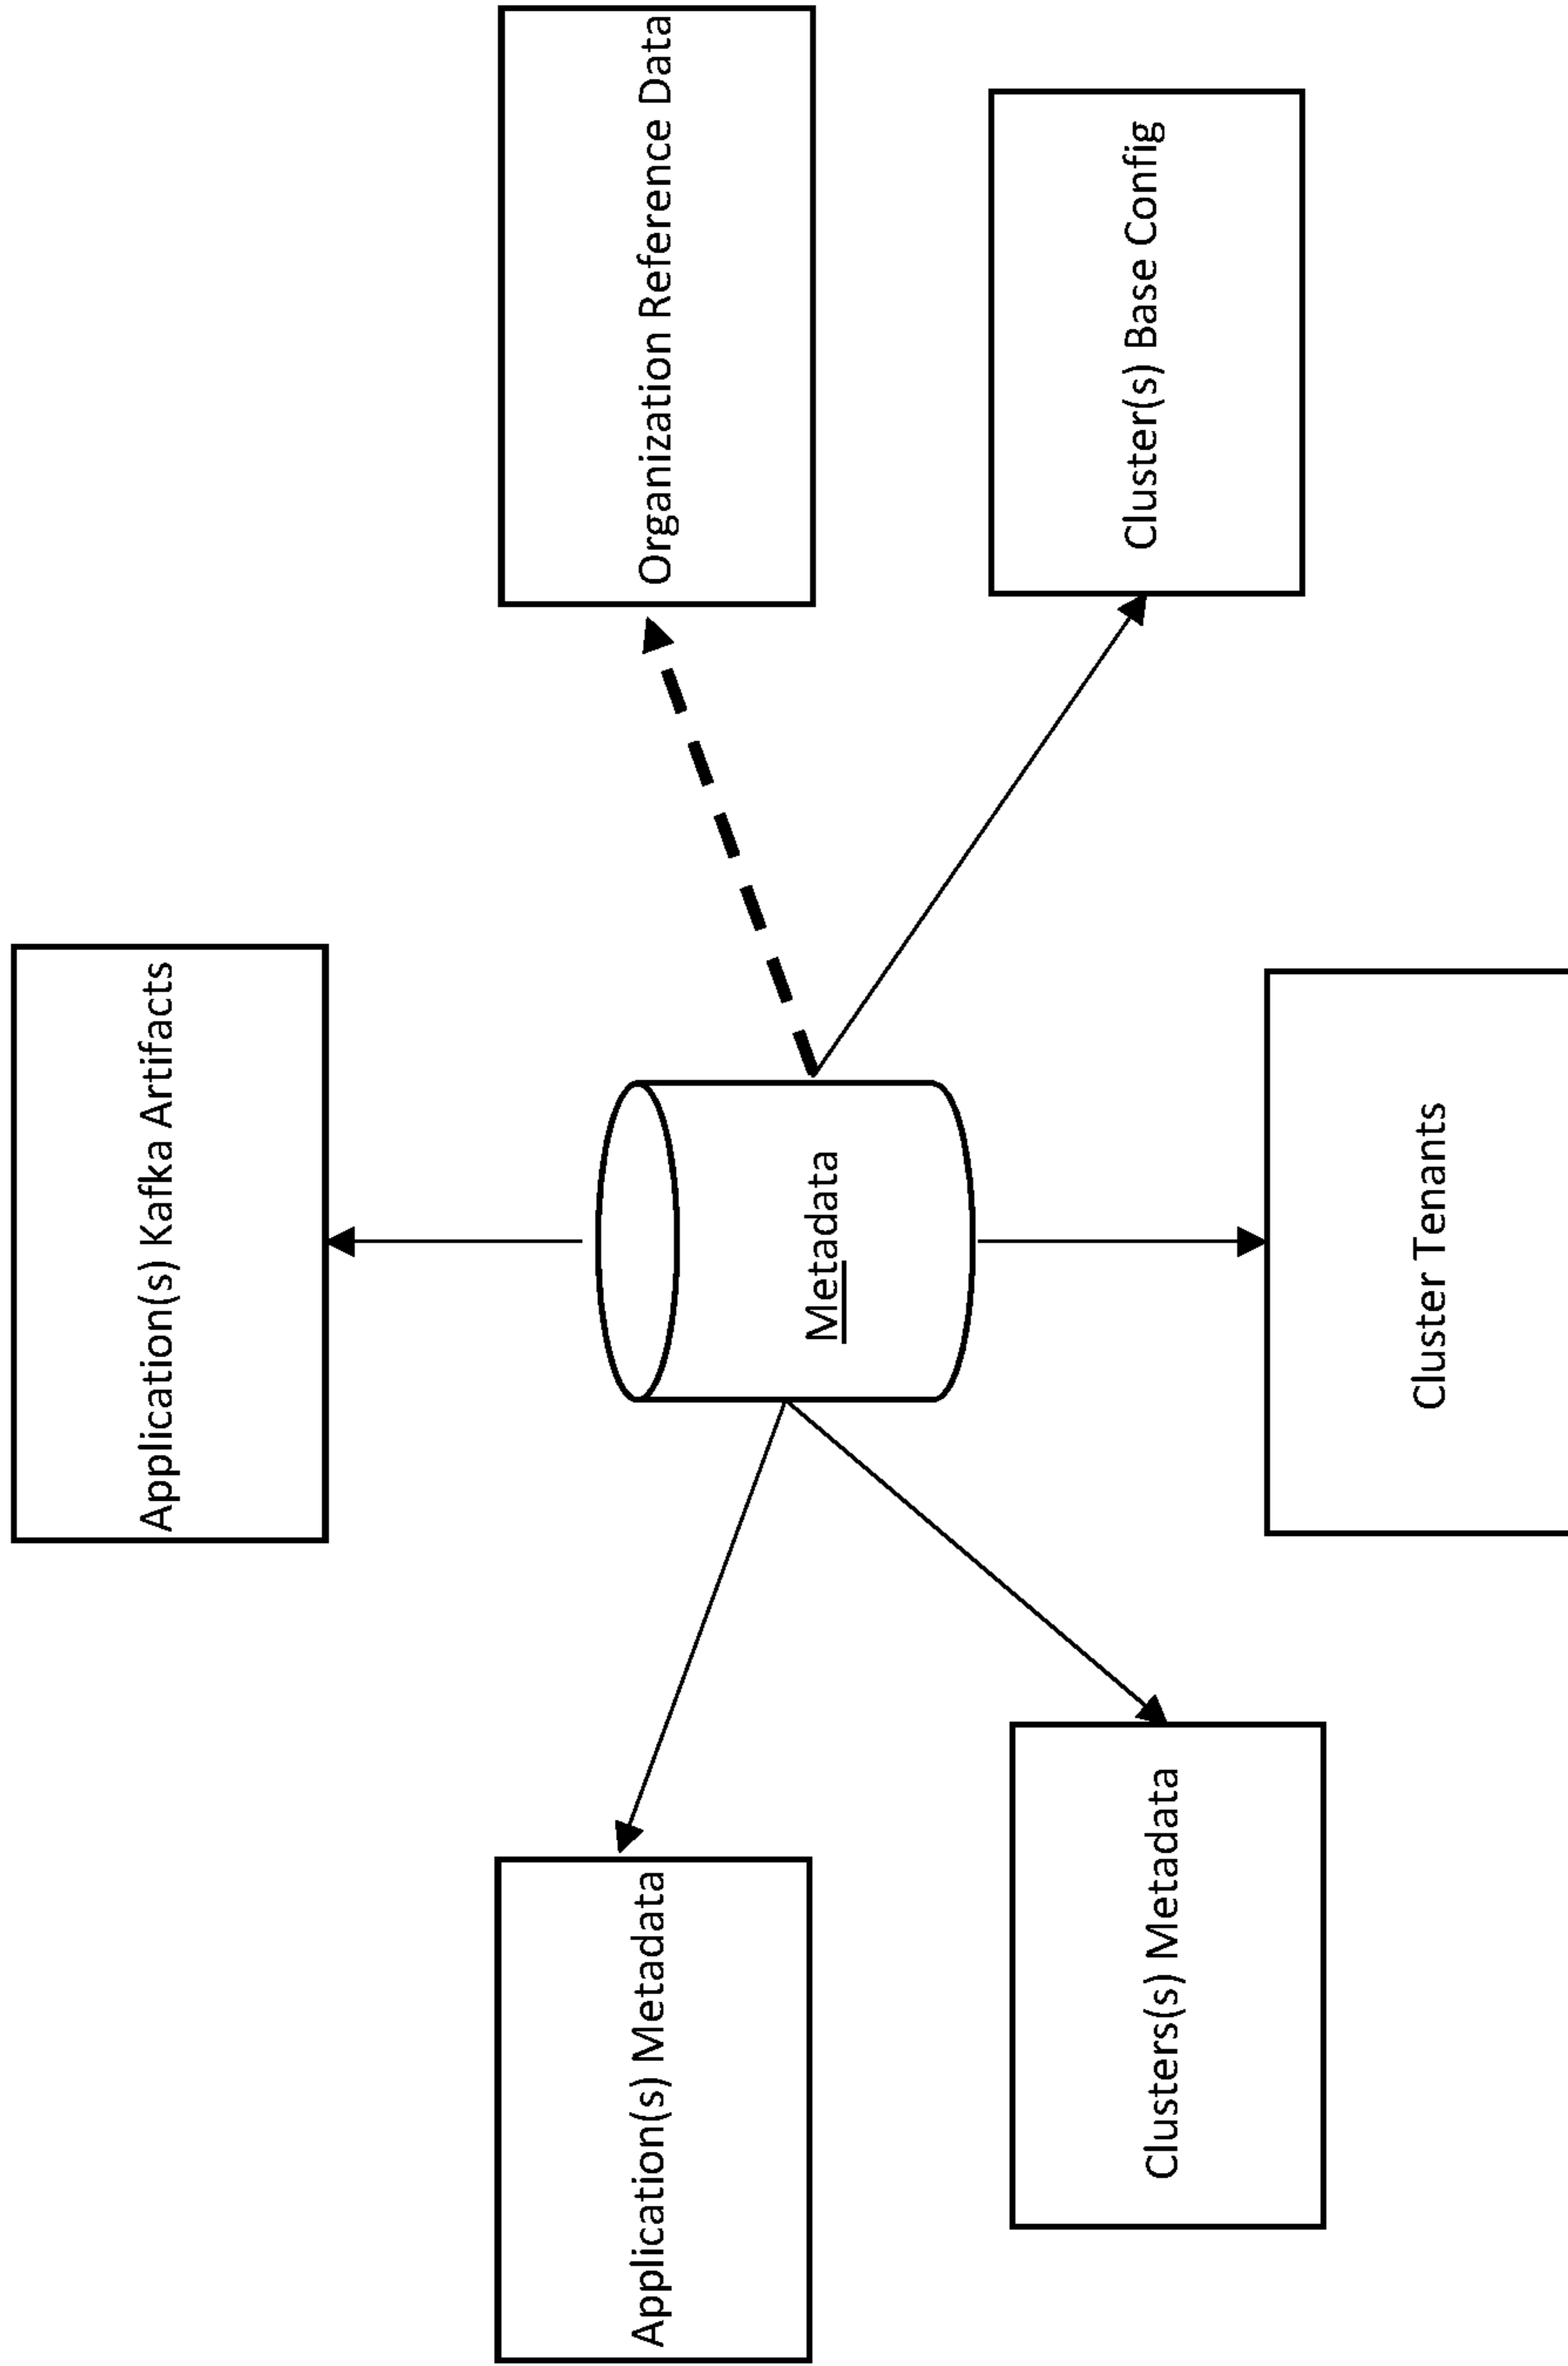 Application(s) Kafka Artifacts
Application(s) Metadata
Organization Reference Data
Metadata
Clusters(s) Metadata
Cluster(s) Base Config
Cluster Tenants